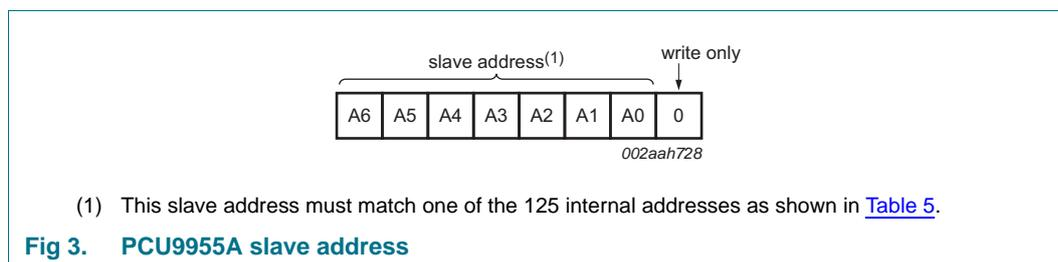 slave address(1)
write only
A6 A5 A4 A3 A2 A1 A0 0
002aah728
(1) This slave address must match one of the 125 internal addresses as shown in Table 5.
Fig 3. PCU9955A slave address